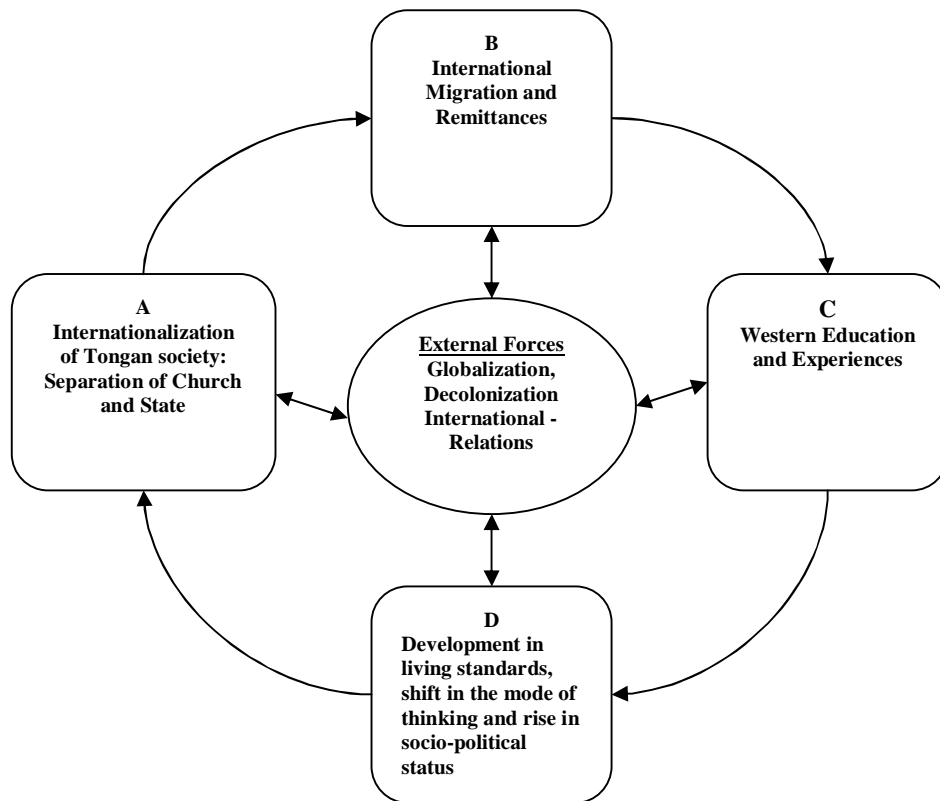 B
International
Migration and
Remittances
A
Internationalization
of Tongan society:
Separation of Church
and State
External Forces
Globalization,
Decolonization
International -
Relations
C
Western Education
and Experiences
D
Development in
living standards,
shift in the mode of
thinking and rise in
socio-political
status